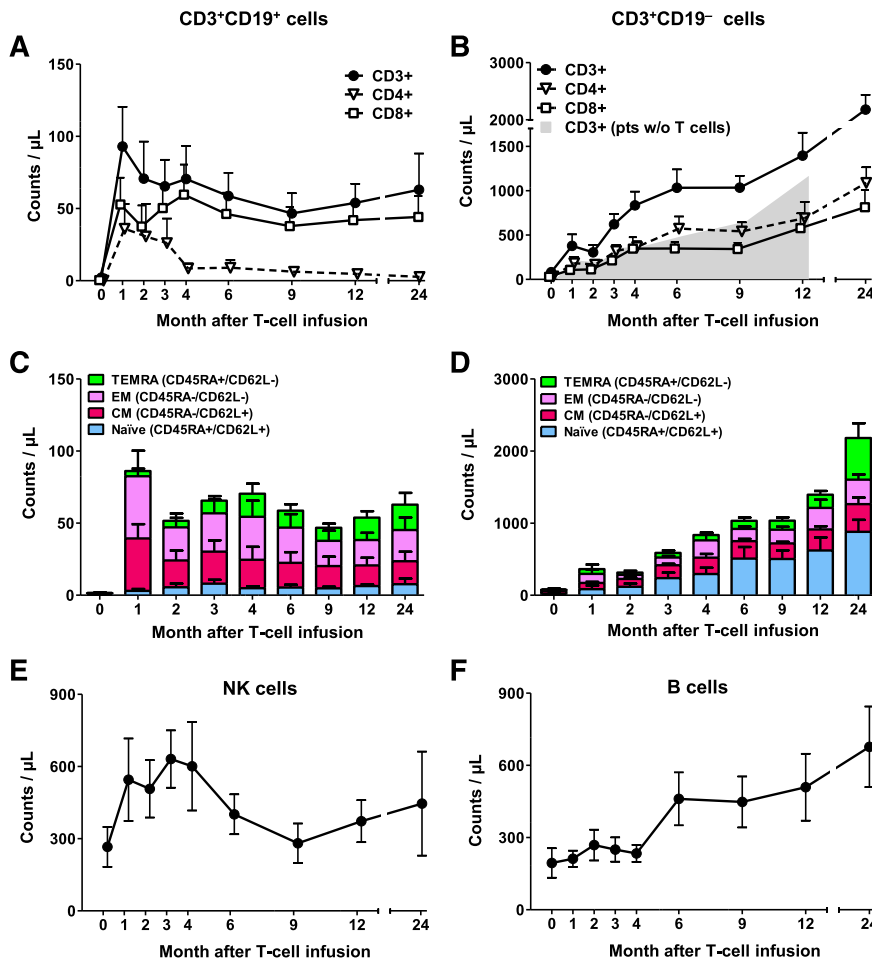 CD3⁺CD19⁺ cells
A
150
100
50
0
Counts / µL
CD3+
CD4+
CD8+
0 1 2 3 4 6 9 12 24
Month after T-cell infusion
CD3⁺CD19⁻ cells
B
3000
2000
1000
500
0
Counts / µL
CD3+
CD4+
CD8+
CD3+ (pts w/o T cells)
0 1 2 3 4 6 9 12 24
Month after T-cell infusion
C
150
100
50
0
Counts / µL
TEMRA (CD45RA+/CD62L-)
EM (CD45RA-/CD62L-)
CM (CD45RA-/CD62L+)
Naïve (CD45RA+/CD62L+)
0 1 2 3 4 6 9 12 24
Month after T-cell infusion
D
3000
2000
1000
0
Counts / µL
TEMRA (CD45RA+/CD62L-)
EM (CD45RA-/CD62L-)
CM (CD45RA-/CD62L+)
Naïve (CD45RA+/CD62L+)
0 1 2 3 4 6 9 12 24
Month after T-cell infusion
E
NK cells
900
600
300
0
Counts / µL
0 1 2 3 4 6 9 12 24
Month after T-cell infusion
F
B cells
900
600
300
0
Counts / µL
0 1 2 3 4 6 9 12 24
Month after T-cell infusion